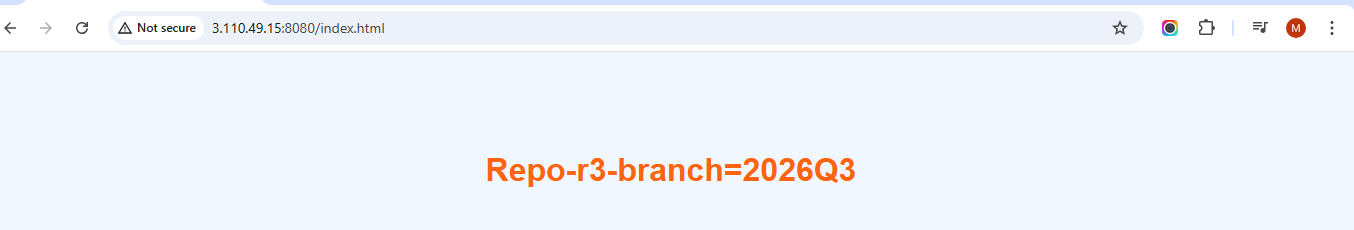 Not secure 3.110.49.15:8080/index.html M
Repo-r3-branch=2026Q3